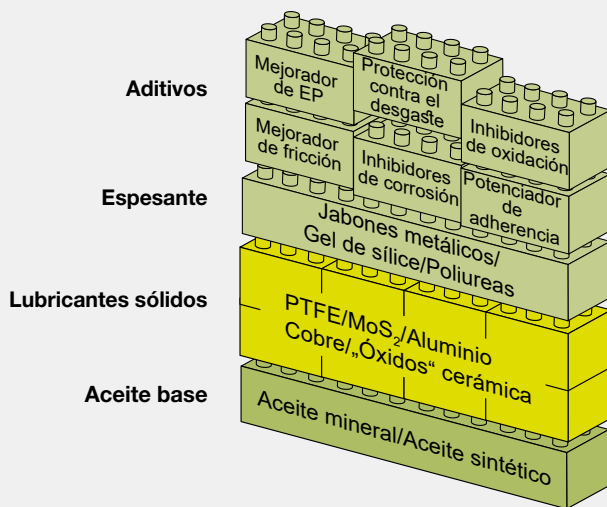 Aditivos
Mejorador
de EP
Protección
contra el
desgaste
Inhibidores
de oxidación
Mejorador
de fricción
Inhibidores
de corrosión
Potenciador
de
adherencia
Espesante
Jabones metálicos/
Gel de sílice/Poliureas
Lubricantes sólidos
PTFE/MoS₂/Aluminio
Cobre/„Óxidos“ cerámica
Aceite base
Aceite mineral/Aceite sintético